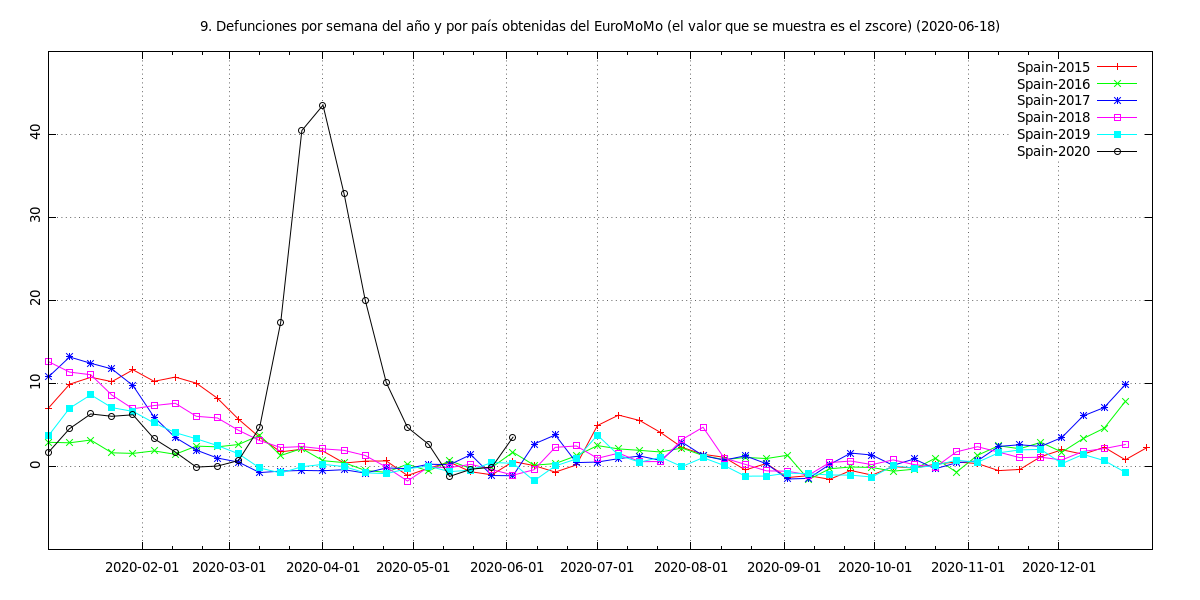 9. Defunciones por semana del año y por país obtenidas del EuroMoMo (el valor que se muestra es el zscore) (2020-06-18)
Spain-2015
Spain-2016
Spain-2017
Spain-2018
Spain-2019
Spain-2020
40
30
20
10
0
2020-02-01 2020-03-01 2020-04-01 2020-05-01 2020-06-01 2020-07-01 2020-08-01 2020-09-01 2020-10-01 2020-11-01 2020-12-01